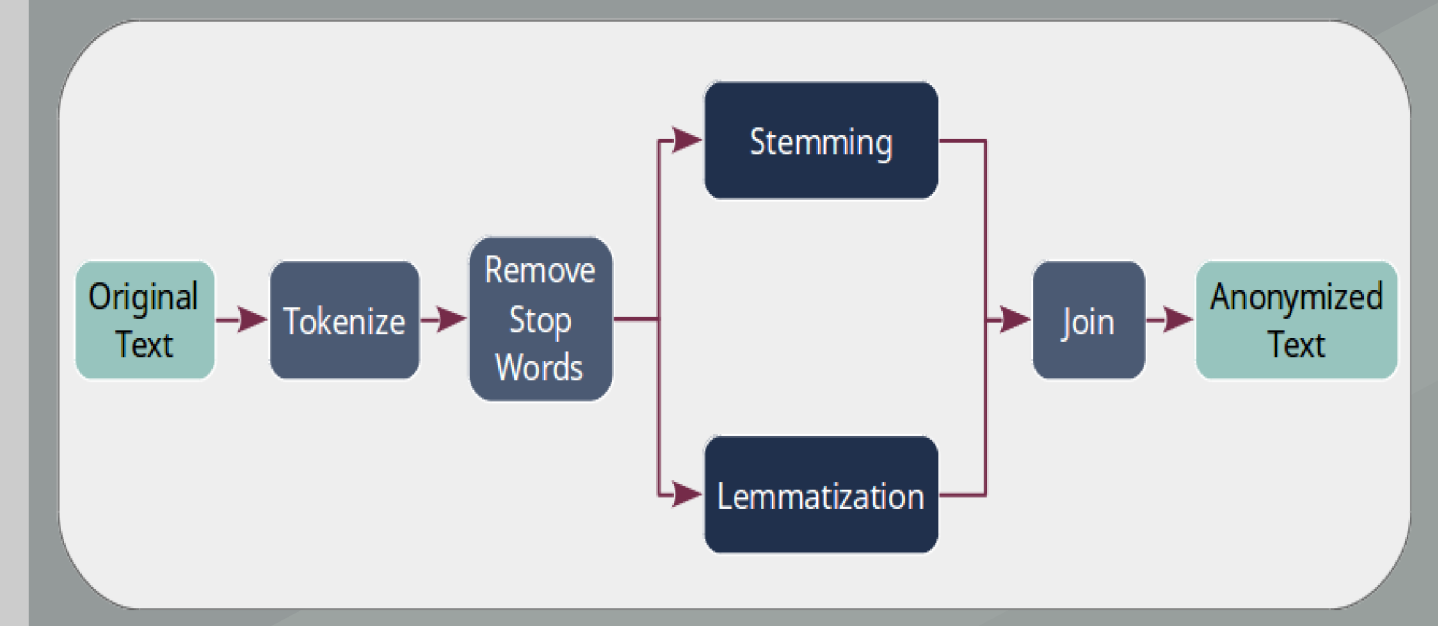 Original
Text
Tokenize
Remove
Stop
Words
Stemming
Lemmatization
Join
Anonymized
Text